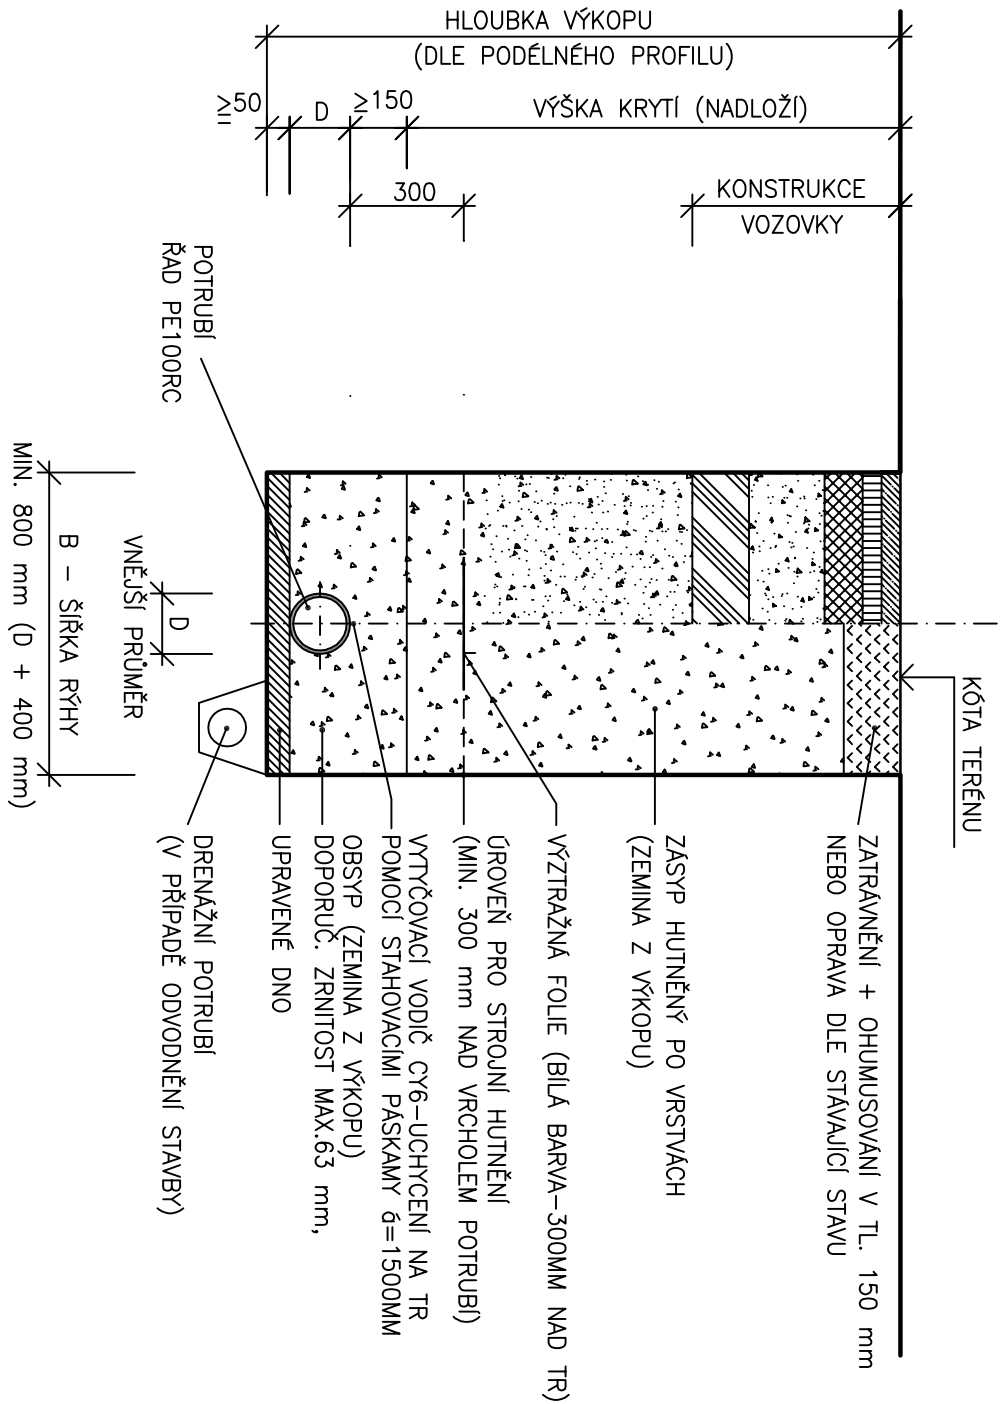 HLOUBKA VÝKOPU
(DLE PODÉLNÉHO PROFILU)
≥50
D
≥150
VÝŠKA KRYTÍ (NADLOŽÍ)
300
KONSTRUKCE
VOZOVKY
POTRUBÍ
ŘAD PE100RC
KÓTA TERÉNU
ZATRÁVNĚNÍ + OHUMUSOVÁNÍ V TL. 150 mm
NEBO OPRAVA DLE STÁVAJÍCÍ STAVU
ZÁSYP HUTNĚNÝ PO VRSTVÁCH
(ZEMINA Z VÝKOPU)
VÝZTRAŽNÁ FOLIE (BÍLÁ BARVA-300MM NAD TR)
ÚROVEŇ PRO STROJNÍ HUTNĚNÍ
(MIN. 300 mm NAD VRCHOLEM POTRUBÍ)
VYTYČOVACÍ VODIČ CY6-UCHYCENÍ NA TR
POMOCÍ STAHOVACÍMI PÁSKAMY á=1500MM
OBSYP (ZEMINA Z VÝKOPU)
DOPORUČ. ZRNITOST MAX.63 mm,
UPRAVENÉ DNO
DRENÁŽNÍ POTRUBÍ
(V PŘÍPADĚ ODVODNĚNÍ STAVBY)
D
VNĚJŠÍ PRŮMĚR
B - ŠÍŘKA RÝHY
MIN. 800 mm (D + 400 mm)